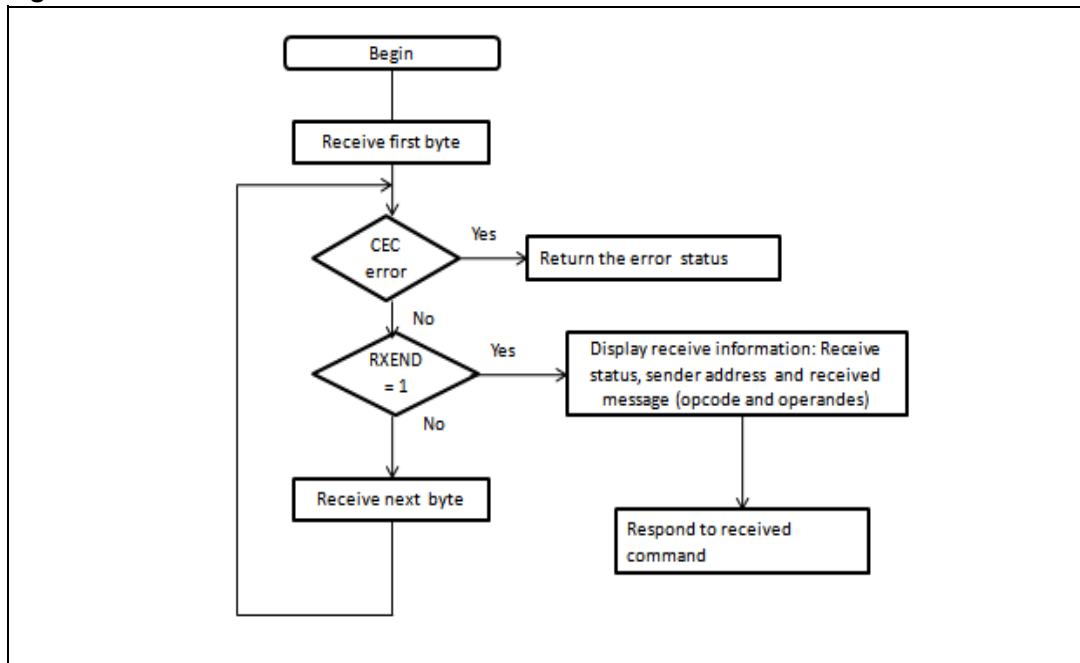 Begin
Receive first byte
CEC
error
Yes
Return the error status
No
RXEND
= 1
Yes
Display receive information: Receive
status, sender address and received
message (opcode and operandes)
No
Receive next byte
Respond to received
command